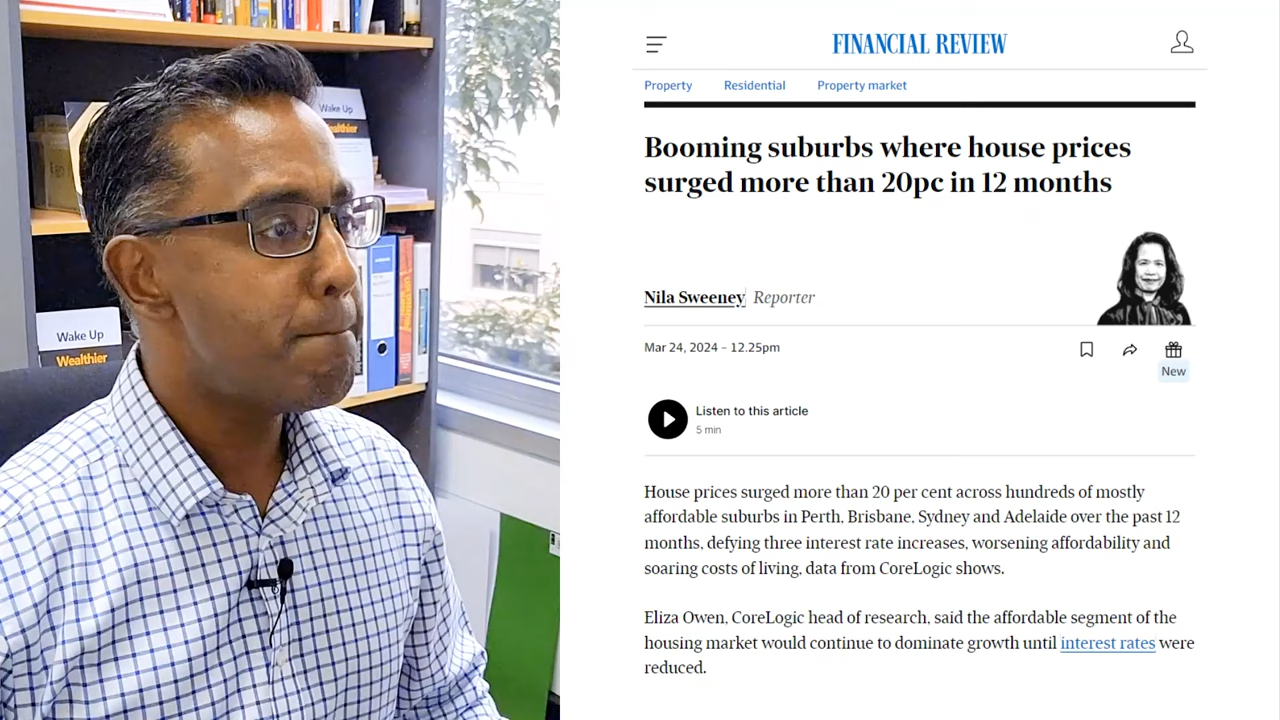 Wake Up
Wealthier
Wake Up
ealthier
FINANCIAL REVIEW
Property
Residential
Property market
Booming suburbs where house prices
surged more than 20pc in 12 months
Nila Sweeney Reporter
Mar 24, 2024 – 12.25pm
New
Listen to this article
5 min
House prices surged more than 20 per cent across hundreds of mostly
affordable suburbs in Perth, Brisbane, Sydney and Adelaide over the past 12
months, defying three interest rate increases, worsening affordability and
soaring costs of living, data from CoreLogic shows.
Eliza Owen, CoreLogic head of research, said the affordable segment of the
housing market would continue to dominate growth until interest rates were
reduced.